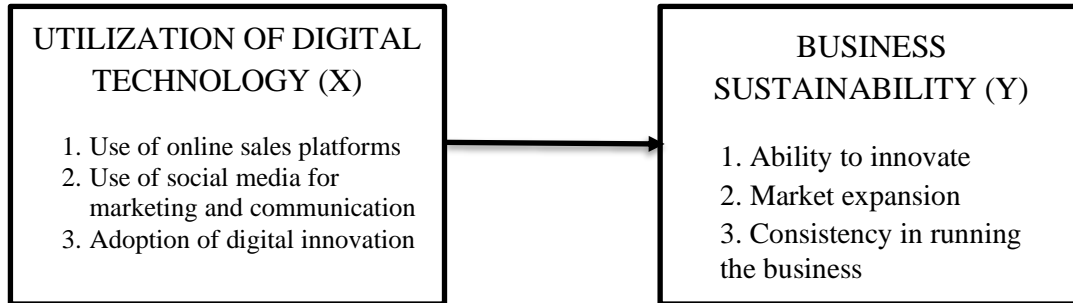 UTILIZATION OF DIGITAL
TECHNOLOGY (X)
1. Use of online sales platforms
2. Use of social media for
marketing and communication
3. Adoption of digital innovation
BUSINESS
SUSTAINABILITY (Y)
1. Ability to innovate
2. Market expansion
3. Consistency in running
the business